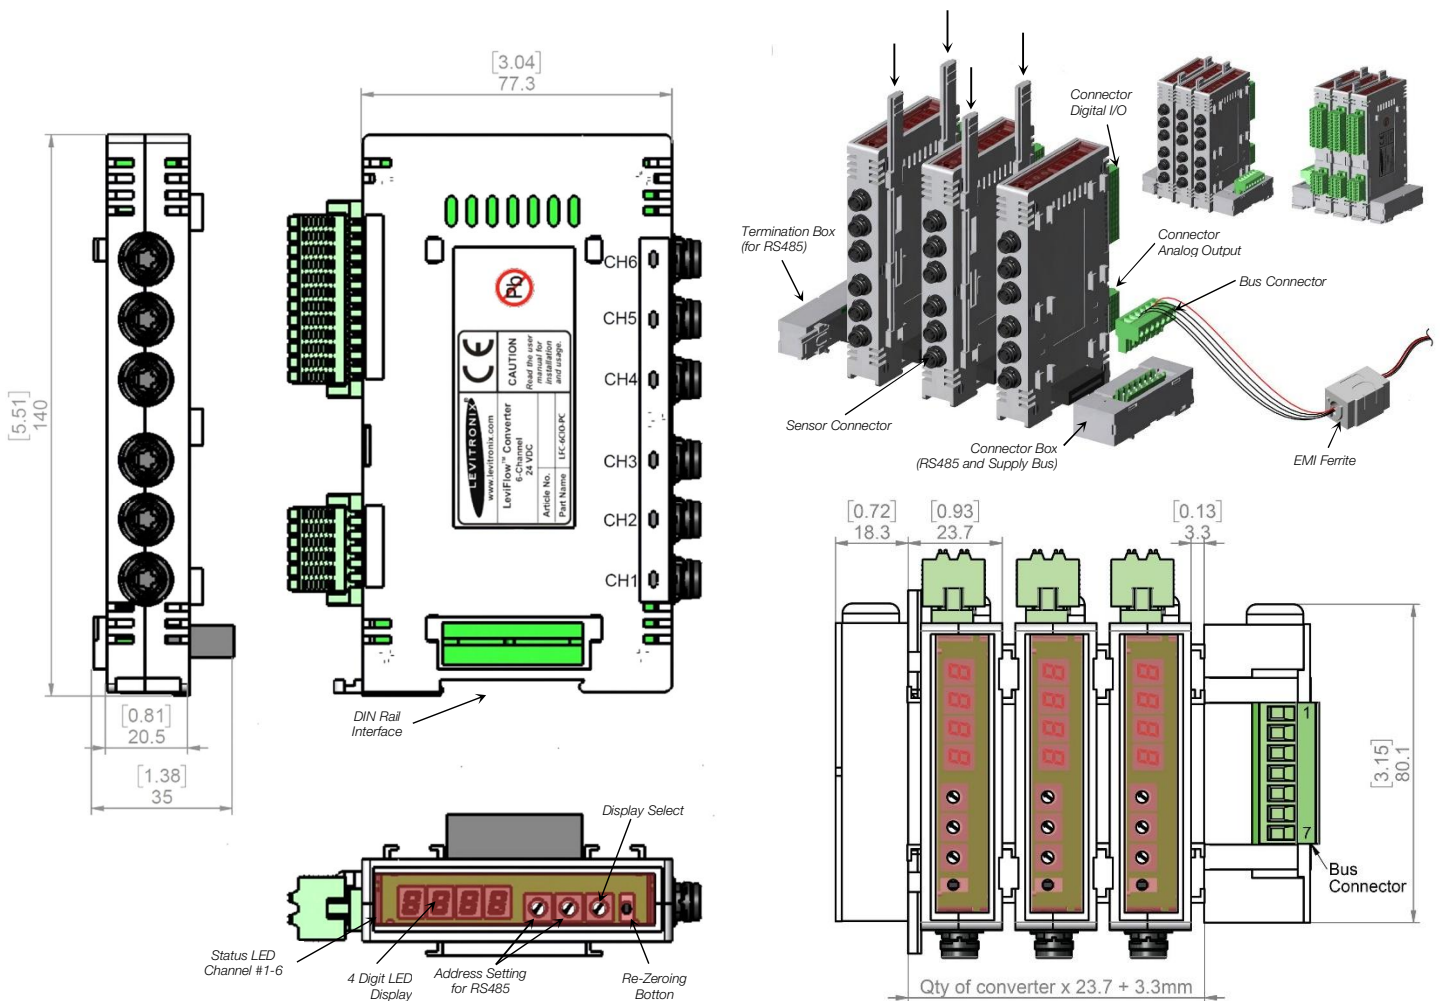 [3.04]
77.3
[5.51]
140
CH6
CH5
CH4
CH3
CH2
CH1
Pb
CE
CAUTION
Read the user
manual for
installation
and usage.
LEVITRONIX®
www.levitronix.com
LeviFlow™ Converter
6-Channel
24 VDC
Article No.
Part Name
LFC-6CIO-PC
[0.81]
20.5
[1.38]
35
DIN Rail
Interface
Display Select
Status LED
Channel #1-6
4 Digit LED
Display
Address Setting
for RS485
Re-Zeroing
Botton
Connector
Digital I/O
Termination Box
(for RS485)
Connector
Analog Output
Bus Connector
Sensor Connector
Connector Box
(RS485 and Supply Bus)
EMI Ferrite
[0.72]
18.3
[0.93]
23.7
[0.13]
3.3
[3.15]
80.1
1
7
Bus
Connector
Qty of converter x 23.7 + 3.3mm